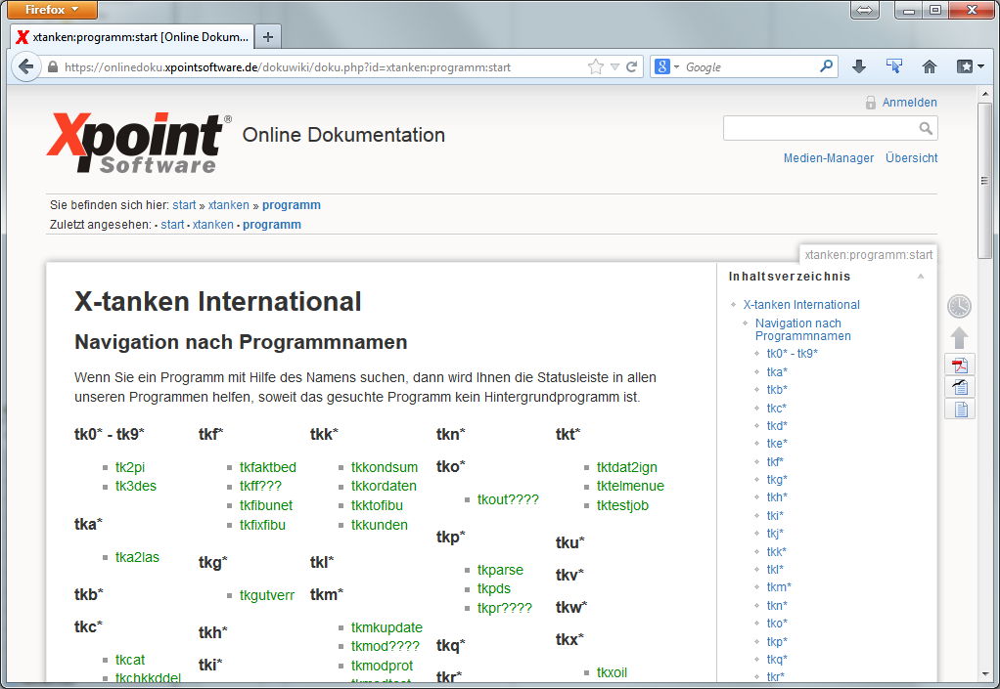 Firefox
xtanken:programm:start [Online Dokum...
https://onlinedoku.xpointsoftware.de/dokuwiki/doku.php?id=xtanken:programm:start
8 Google
Anmelden
Xpoint® Software
Online Dokumentation
Medien-Manager Übersicht
Sie befinden sich hier: start » xtanken » programm
Zuletzt angesehen: • start • xtanken • programm
xtanken:programm:start
X-tanken International
Navigation nach Programmnamen
Wenn Sie ein Programm mit Hilfe des Namens suchen, dann wird Ihnen die Statusleiste in allen
unseren Programmen helfen, soweit das gesuchte Programm kein Hintergrundprogramm ist.
tk0* - tk9*
tk2pi
tk3des
tka*
tka2las
tkb*
tkc*
tkcat
tkchkkddel
tkf*
tkfaktbed
tkff???
tkfibunet
tkfixfibu
tkg*
tkgutverr
tkh*
tki*
tkk*
tkkondsum
tkkordaten
tkktofibu
tkkunden
tkl*
tkm*
tkmkupdate
tkmod????
tkmodprot
tkmodtest
tkn*
tko*
tkout????
tkp*
tkparse
tkpds
tkpr????
tkq*
tkr*
tkt*
tktdat2ign
tktelmenue
tktestjob
tku*
tkv*
tkw*
tkx*
tkxoil
Inhaltsverzeichnis
X-tanken International
Navigation nach
Programmnamen
tk0* - tk9*
tka*
tkb*
tkc*
tkd*
tke*
tkf*
tkg*
tkh*
tki*
tkj*
tkk*
tkl*
tkm*
tkn*
tko*
tkp*
tkq*
tkr*